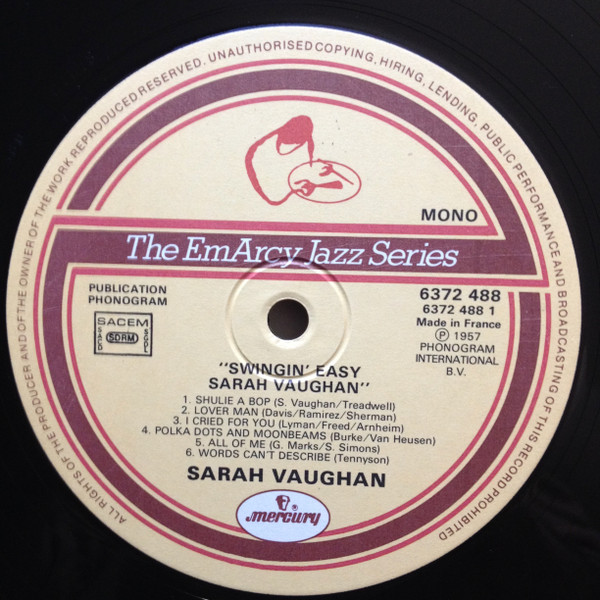 ALL RIGHTS OF THE PRODUCER AND OF THE OWNER OF THE WORK REPRODUCED RESERVED. UNAUTHORISED COPYING, HIRING, LENDING, PUBLIC PERFORMANCE AND BROADCASTING OF THIS RECORD PROHIBITED
MONO
The EmArcy Jazz Series
PUBLICATION
PHONOGRAM
SACEM
SACD
SDRM
SGDL
6372 488
6372 488 1
Made in France
Ⓟ 1957
PHONOGRAM
INTERNATIONAL
B.V.
"SWINGIN' EASY
SARAH VAUGHAN"
1. SHULIE A BOP (S. Vaughan/Treadwell)
2. LOVER MAN (Davis/Ramirez/Sherman)
3. I CRIED FOR YOU (Lyman/Freed/Arnheim)
4. POLKA DOTS AND MOONBEAMS (Burke/Van Heusen)
5. ALL OF ME (G. Marks/S. Simons)
6. WORDS CAN'T DESCRIBE (Tennyson)
SARAH VAUGHAN
mercury